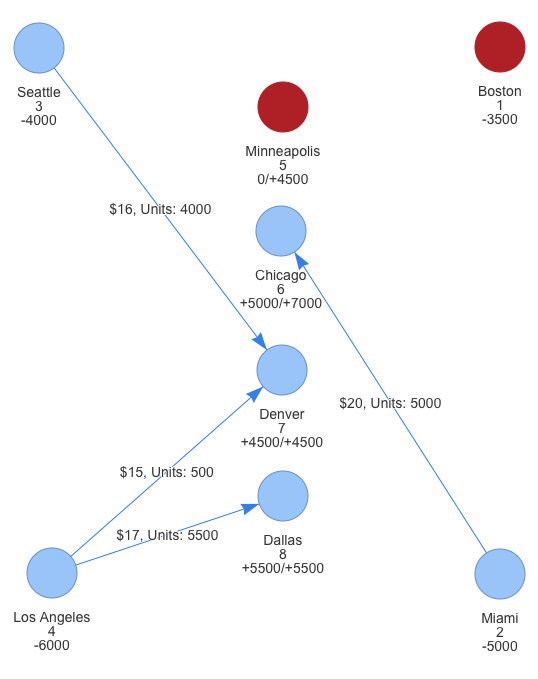 Seattle
3
-4000
Boston
1
-3500
Minneapolis
5
0/+4500
$16, Units: 4000
Chicago
6
+5000/+7000
$20, Units: 5000
Denver
7
+4500/+4500
$15, Units: 500
$17, Units: 5500
Dallas
8
+5500/+5500
Los Angeles
4
-6000
Miami
2
-5000